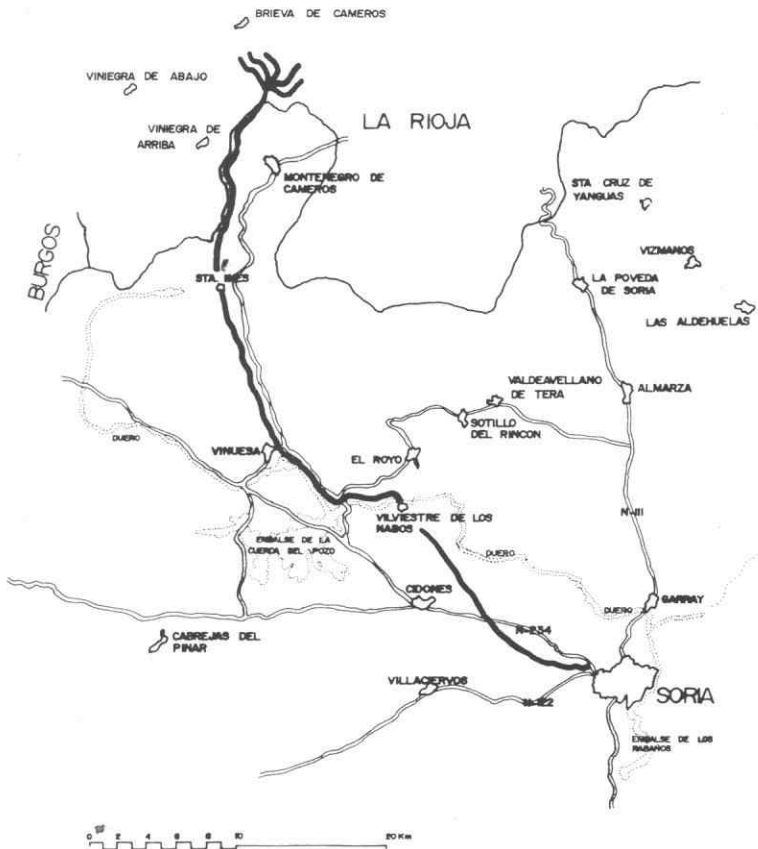 BRIEVA DE CAMEROS
VINIEGRA DE ABAJO
LA RIOJA
VINIEGRA DE
ARRIBA
MONTENEGRO DE
CAMEROS
STA CRUZ DE
YANGUAS
BURGOS
VIZMANOS
STA. INES
LA POVEDA
DE SORIA
LAS ALDEHUELAS
VALDEAVELLANO
DE TERA
ALMARZA
SOTILLO
DEL RINCON
DUERO
VINUESA
EL ROYO
VILVIESTRE DE LOS
NABOS
N-111
EMBALSE DE LA
CUERDA DEL POZO
DUERO
CIDONES
DUERO
GARRAY
N-234
CABREJAS DEL
PINAR
VILLACIERVOS
N-122
SORIA
EMBALSE DE LOS
RABAÑOS
0 2 4 6 8 10 20 Km